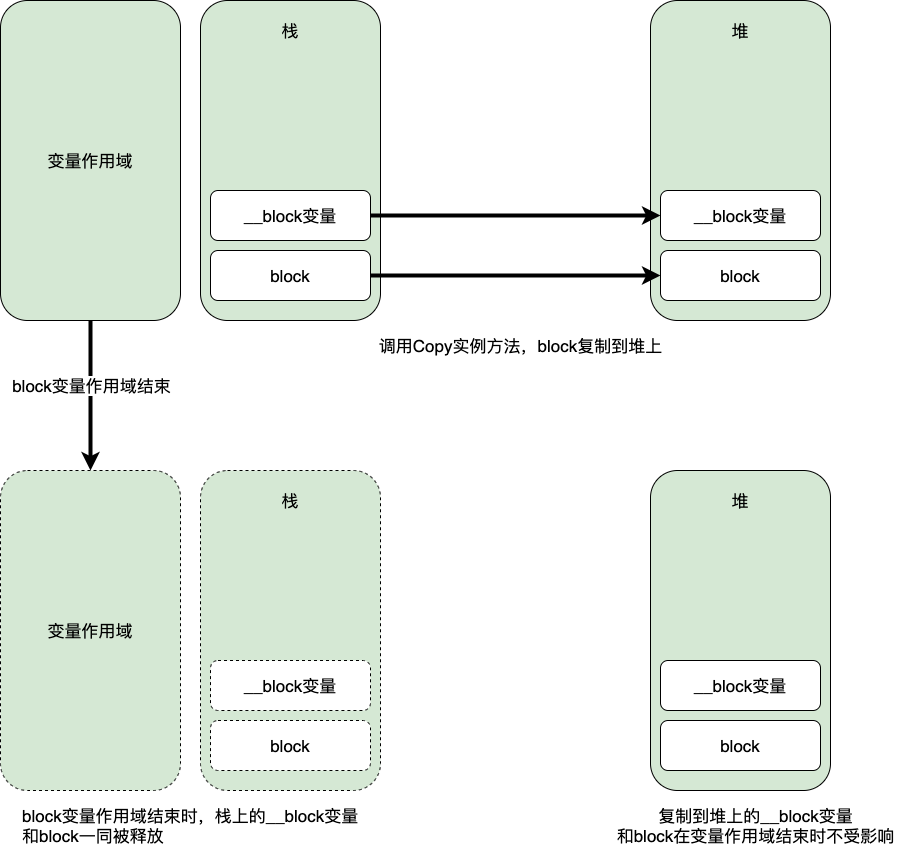 栈
堆
变量作用域
__block变量
__block变量
block
block
调用Copy实例方法，block复制到堆上
block变量作用域结束
栈
堆
变量作用域
__block变量
__block变量
block
block
block变量作用域结束时，栈上的__block变量
和block一同被释放
复制到堆上的__block变量
和block在变量作用域结束时不受影响